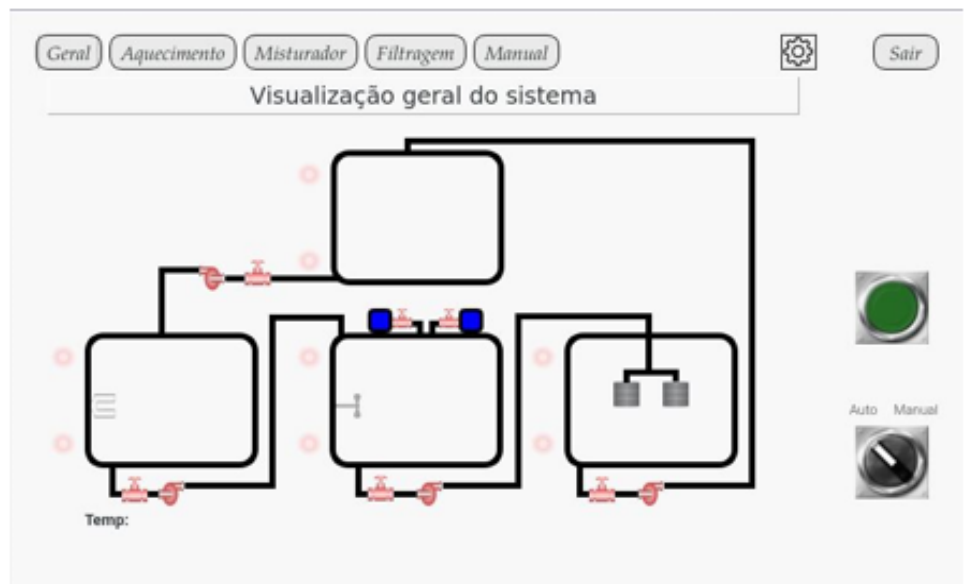 Geral Aquecimento Misturador Filtragem Manual Sair
Visualização geral do sistema
Auto Manual
Temp: